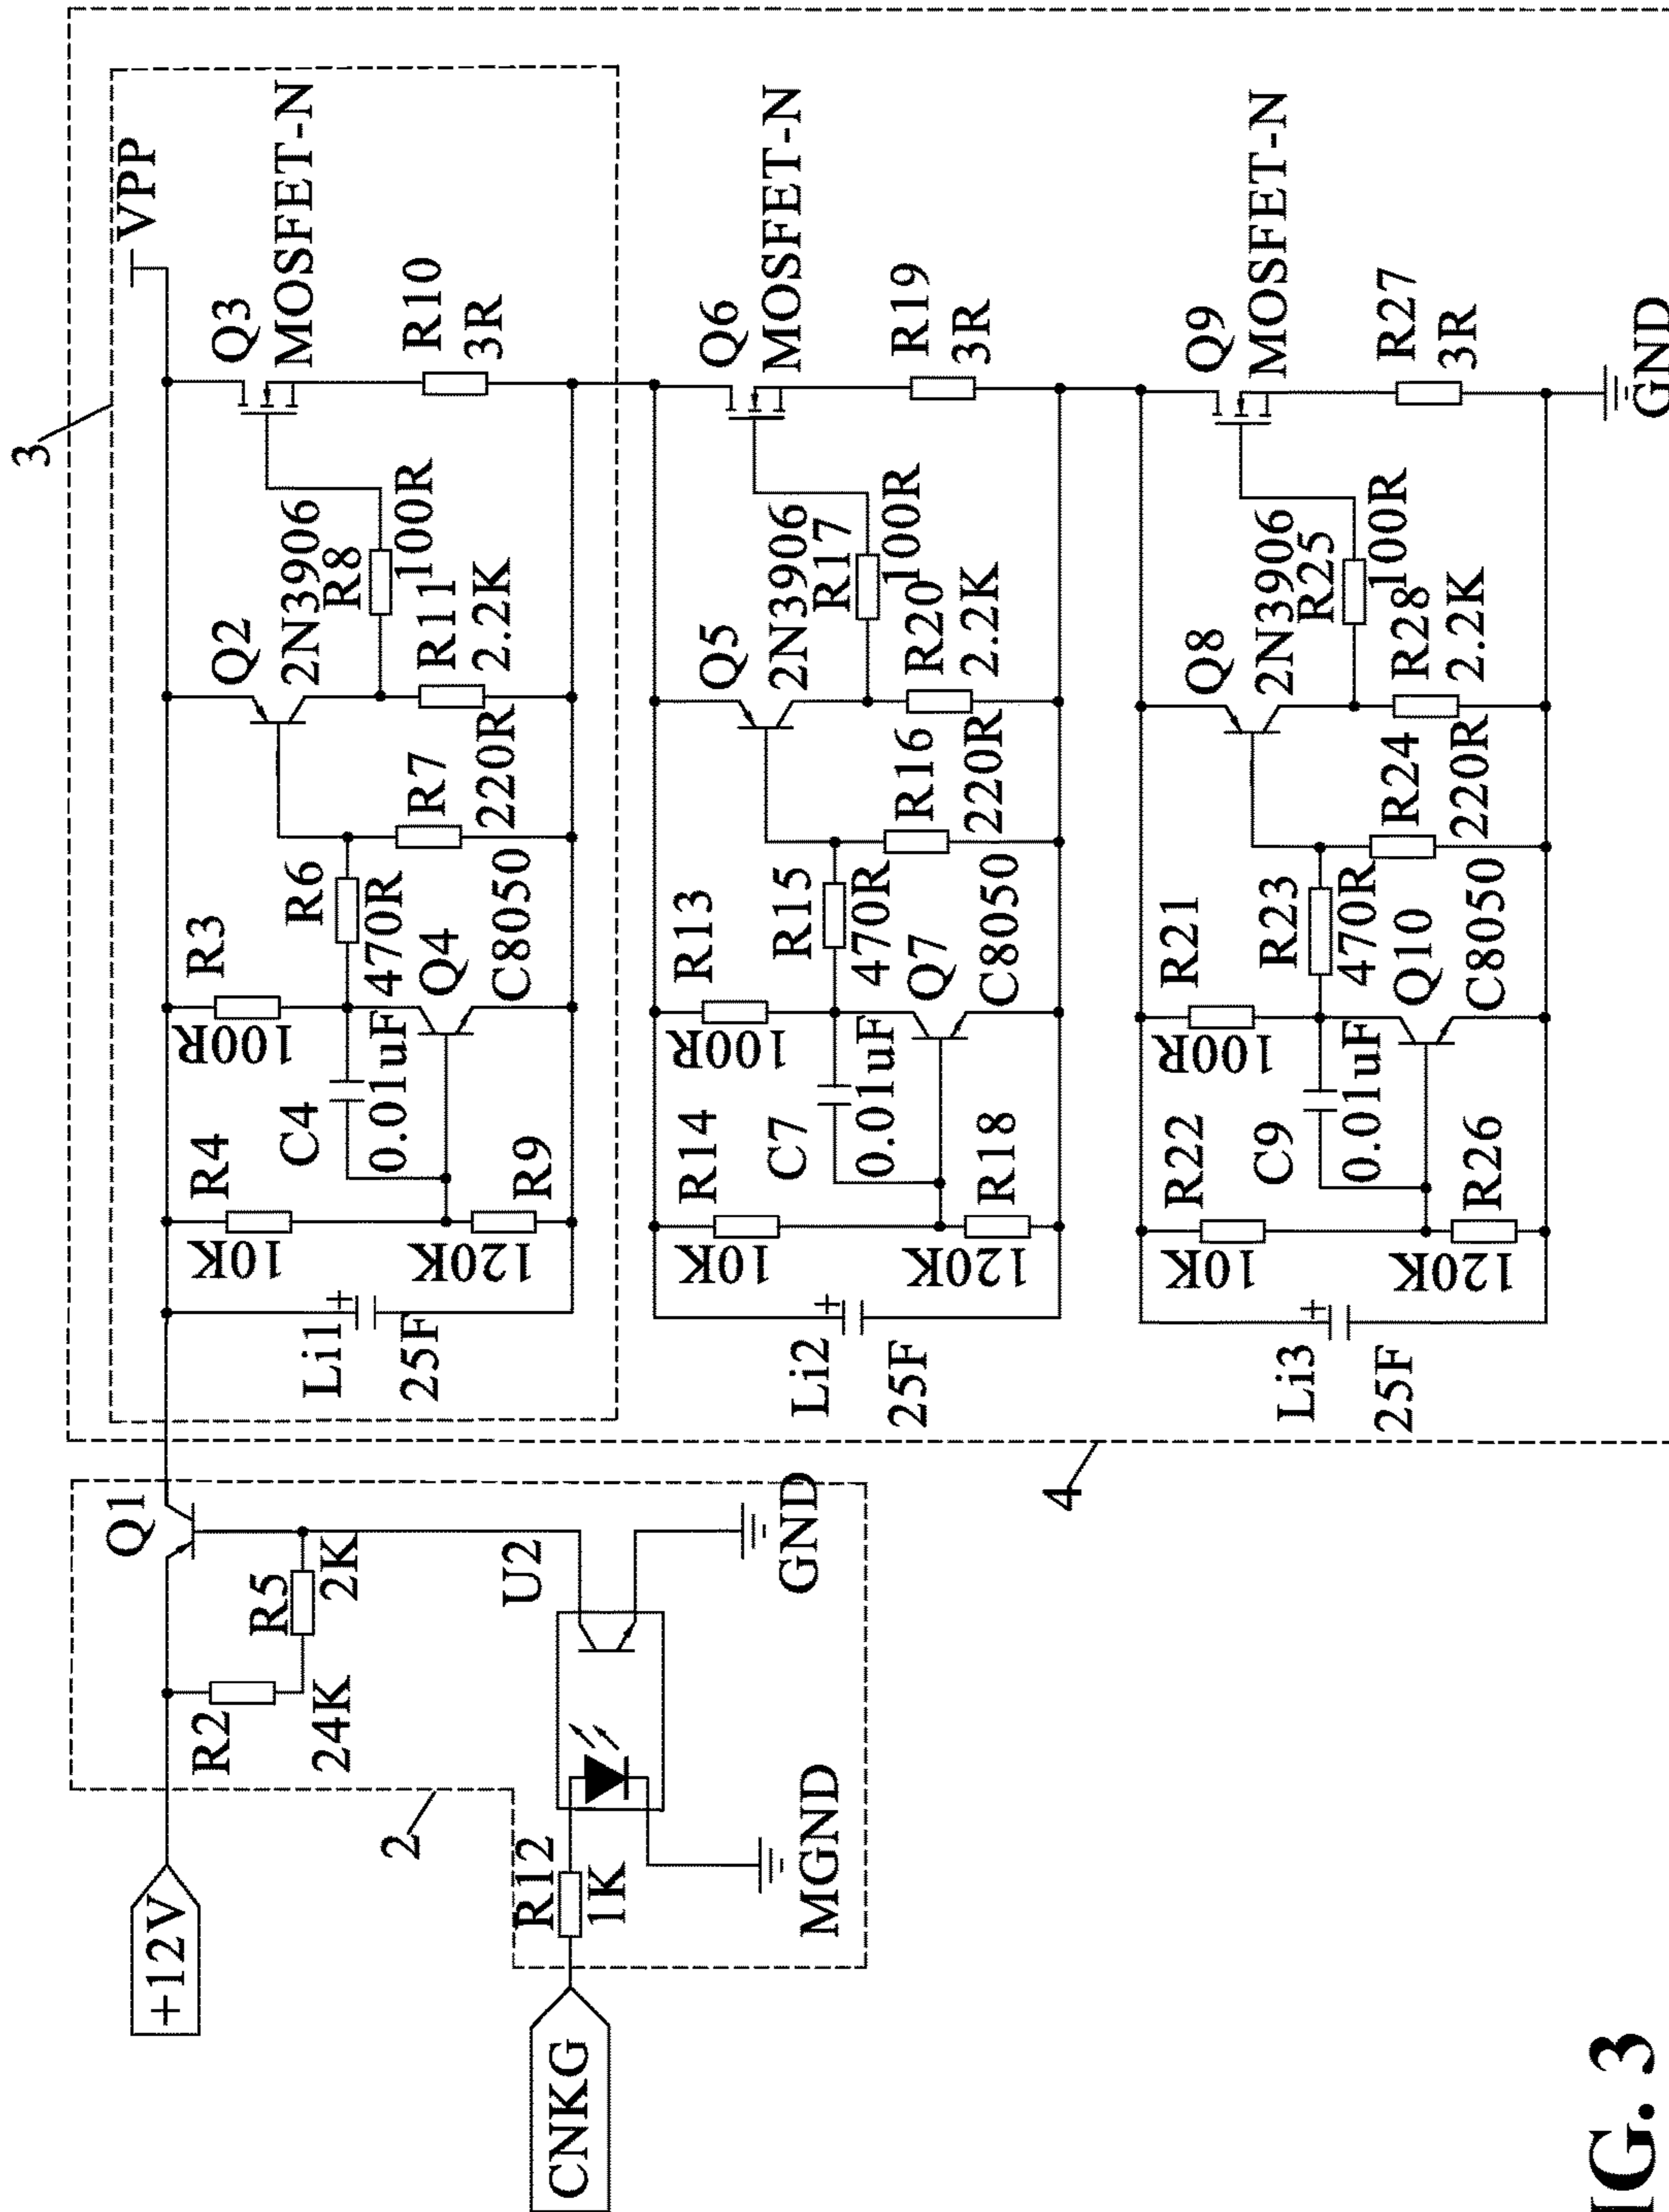 3
VPP
Q3
MOSFET-N
R10
3R
Q2
2N3906
R8
100R
R11
2.2K
R7
220R
R3
100R
R6
470R
Q4
C8050
R4
10K
C4
0.01uF
R9
120K
Li1
25F
Q6
MOSFET-N
R19
3R
Q5
2N3906
R17
100R
R20
2.2K
R16
220R
R13
100R
R15
470R
Q7
C8050
R14
10K
C7
0.01uF
R18
120K
Li2
25F
Q9
MOSFET-N
R27
3R
GND
Q8
2N3906
R25
100R
R28
2.2K
R24
220R
R21
100R
R23
470R
Q10
C8050
R22
10K
C9
0.01uF
R26
120K
Li3
25F
4
Q1
R5
2K
R2
24K
U2
GND
2
R12
1K
MGND
+12V
CNKG
IG. 3